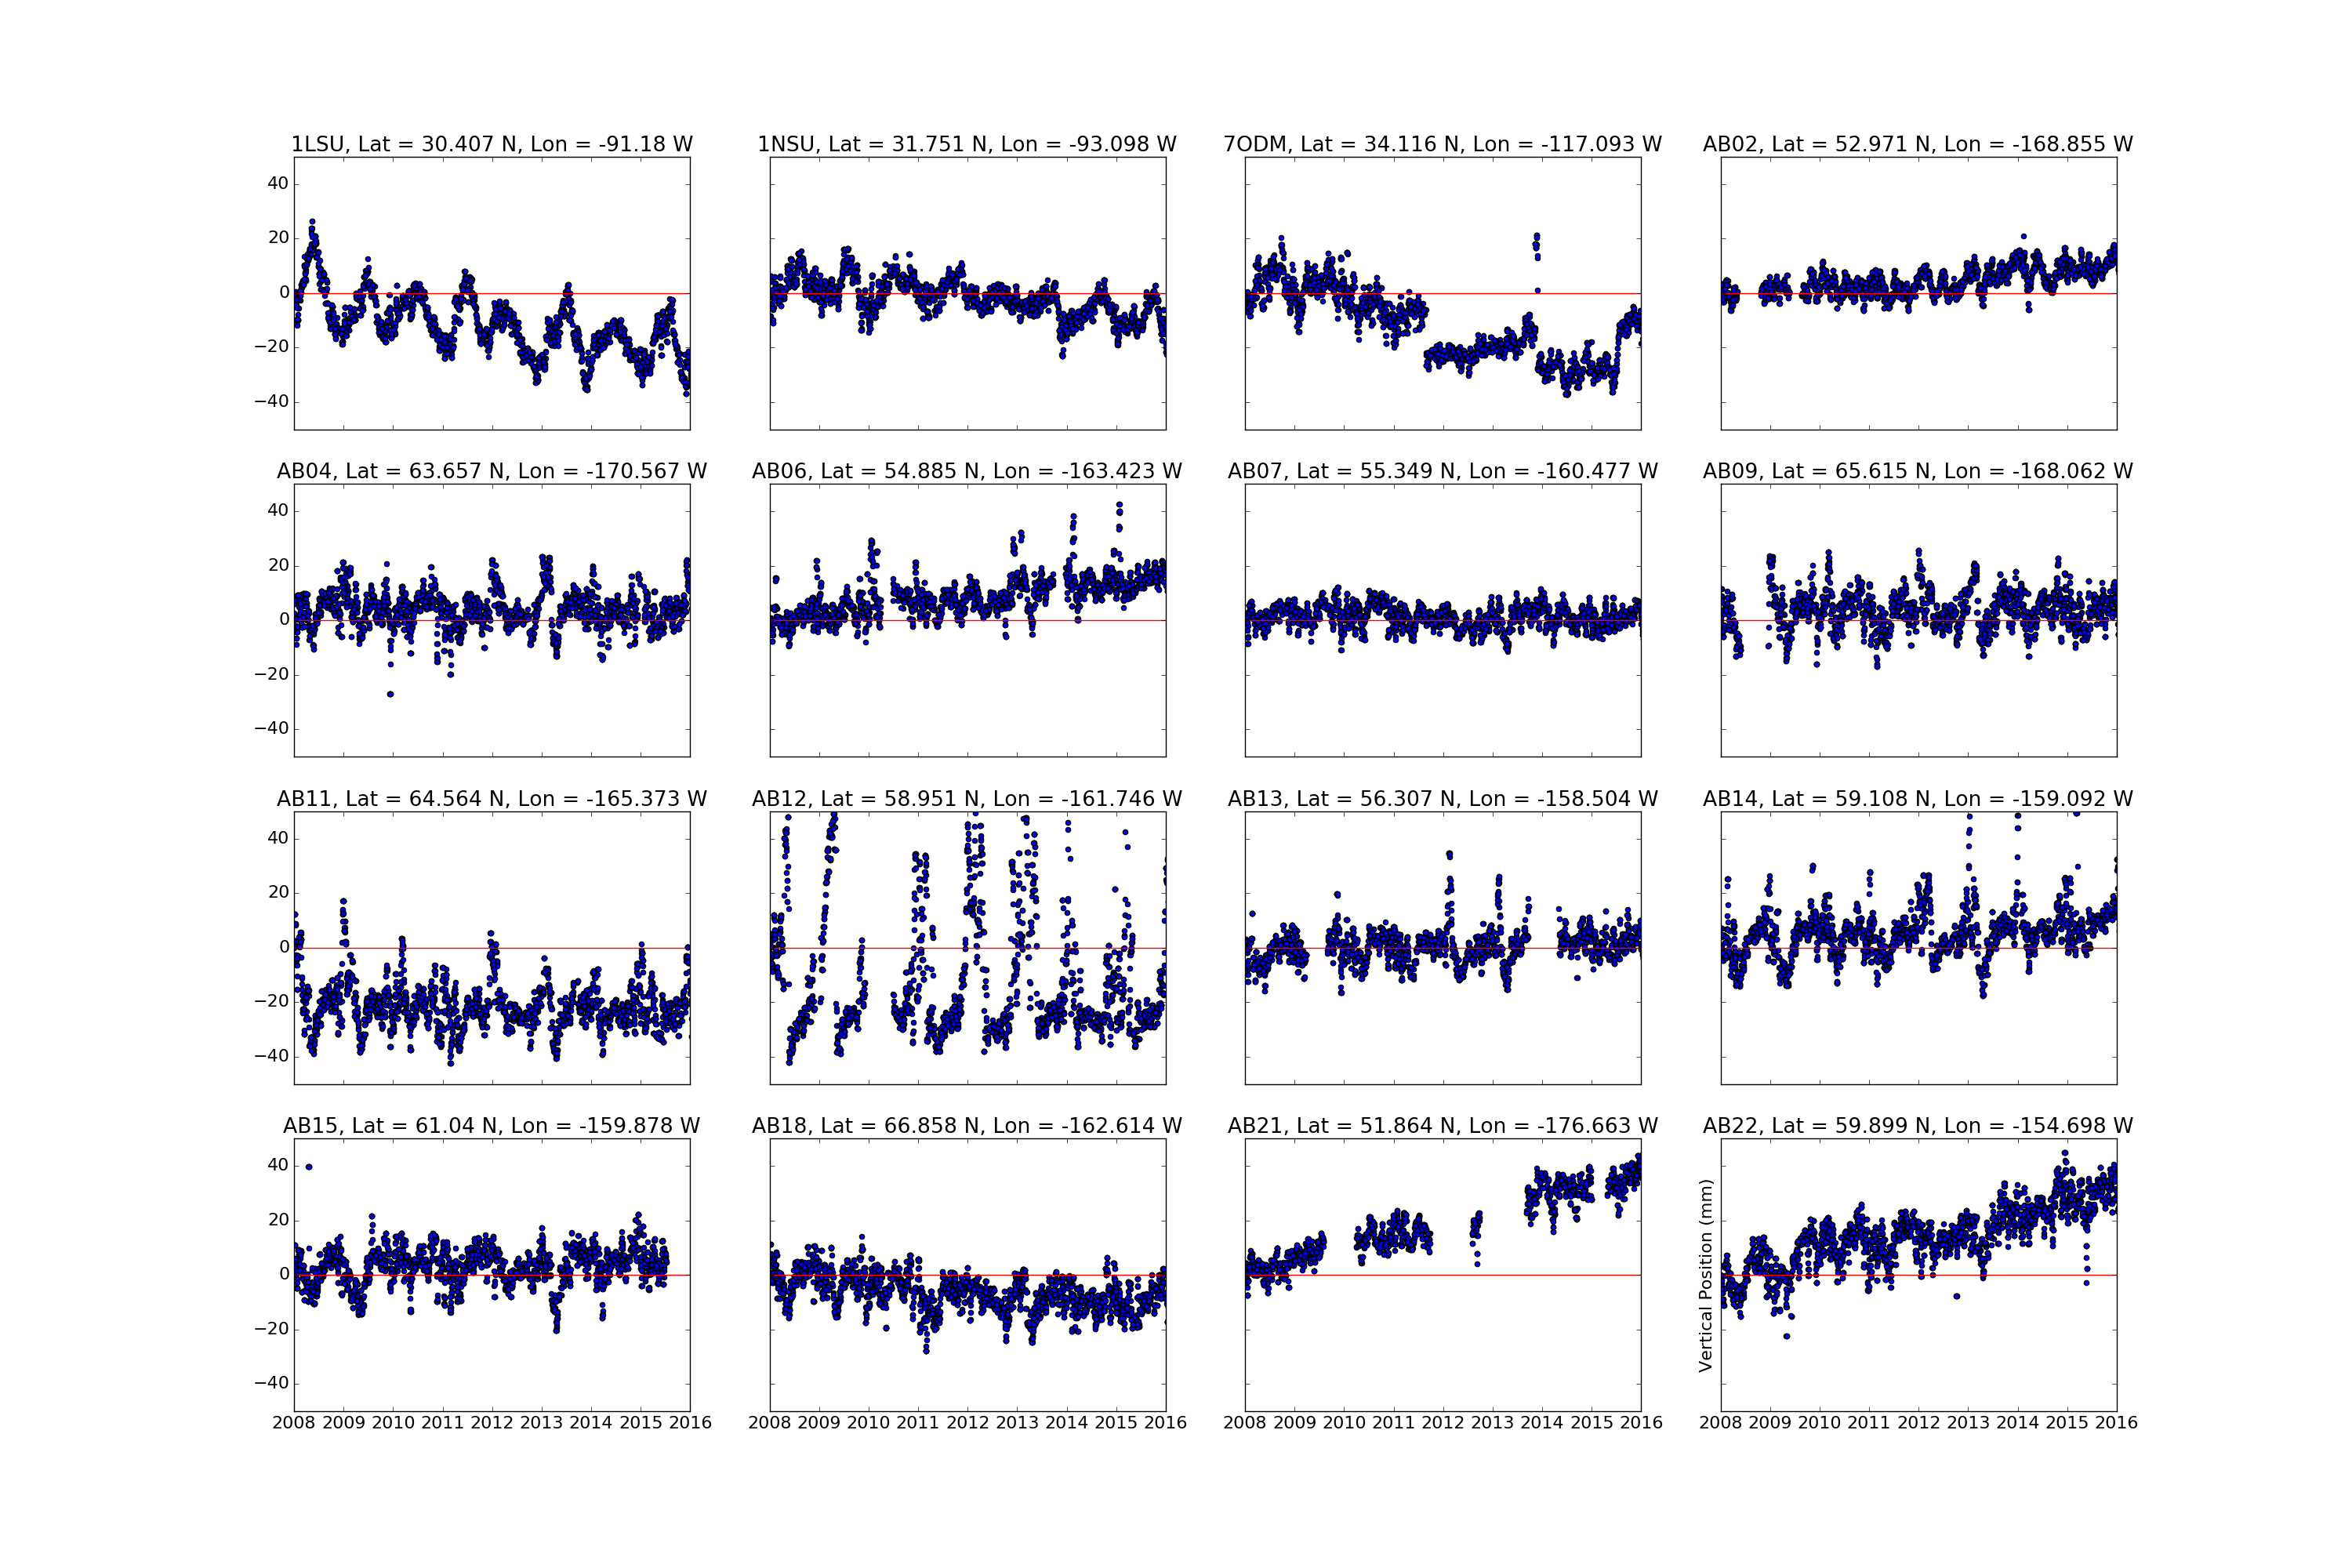 1LSU, Lat = 30.407 N, Lon = -91.18 W
1NSU, Lat = 31.751 N, Lon = -93.098 W
7ODM, Lat = 34.116 N, Lon = -117.093 W
AB02, Lat = 52.971 N, Lon = -168.855 W
40
20
0
−20
−40
AB04, Lat = 63.657 N, Lon = -170.567 W
AB06, Lat = 54.885 N, Lon = -163.423 W
AB07, Lat = 55.349 N, Lon = -160.477 W
AB09, Lat = 65.615 N, Lon = -168.062 W
40
20
0
−20
−40
AB11, Lat = 64.564 N, Lon = -165.373 W
AB12, Lat = 58.951 N, Lon = -161.746 W
AB13, Lat = 56.307 N, Lon = -158.504 W
AB14, Lat = 59.108 N, Lon = -159.092 W
40
20
0
−20
−40
AB15, Lat = 61.04 N, Lon = -159.878 W
AB18, Lat = 66.858 N, Lon = -162.614 W
AB21, Lat = 51.864 N, Lon = -176.663 W
AB22, Lat = 59.899 N, Lon = -154.698 W
40
20
0
−20
−40
Vertical Position (mm)
2008 2009 2010 2011 2012 2013 2014 2015 2016
2008 2009 2010 2011 2012 2013 2014 2015 2016
2008 2009 2010 2011 2012 2013 2014 2015 2016
2008 2009 2010 2011 2012 2013 2014 2015 2016